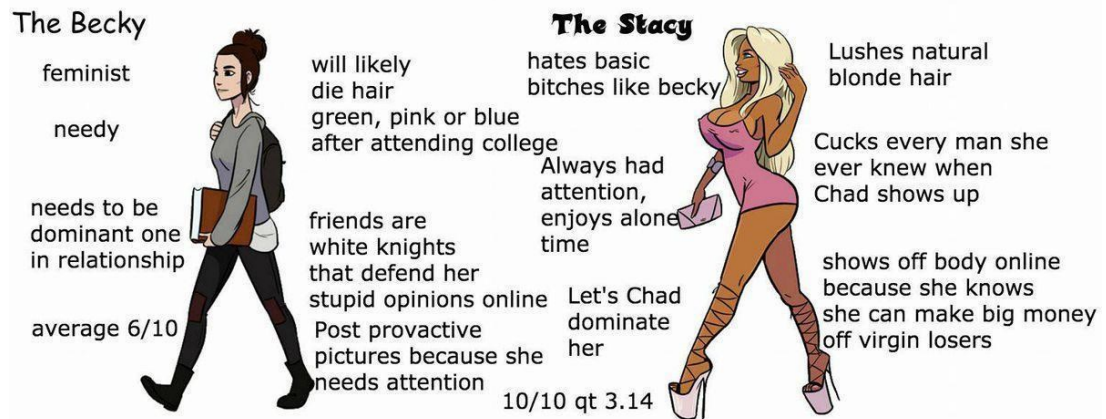 The Becky
feminist
needy
needs to be
dominant one
in relationship
average 6/10
will likely
die hair
green, pink or blue
after attending college
friends are
white knights
that defend her
stupid opinions online
Post provactive
pictures because she
needs attention
The Stacy
hates basic
bitches like becky
Always had
attention,
enjoys alone
time
Let's Chad
dominate
her
10/10 qt 3.14
Lushes natural
blonde hair
Cucks every man she
ever knew when
Chad shows up
shows off body online
because she knows
she can make big money
off virgin losers